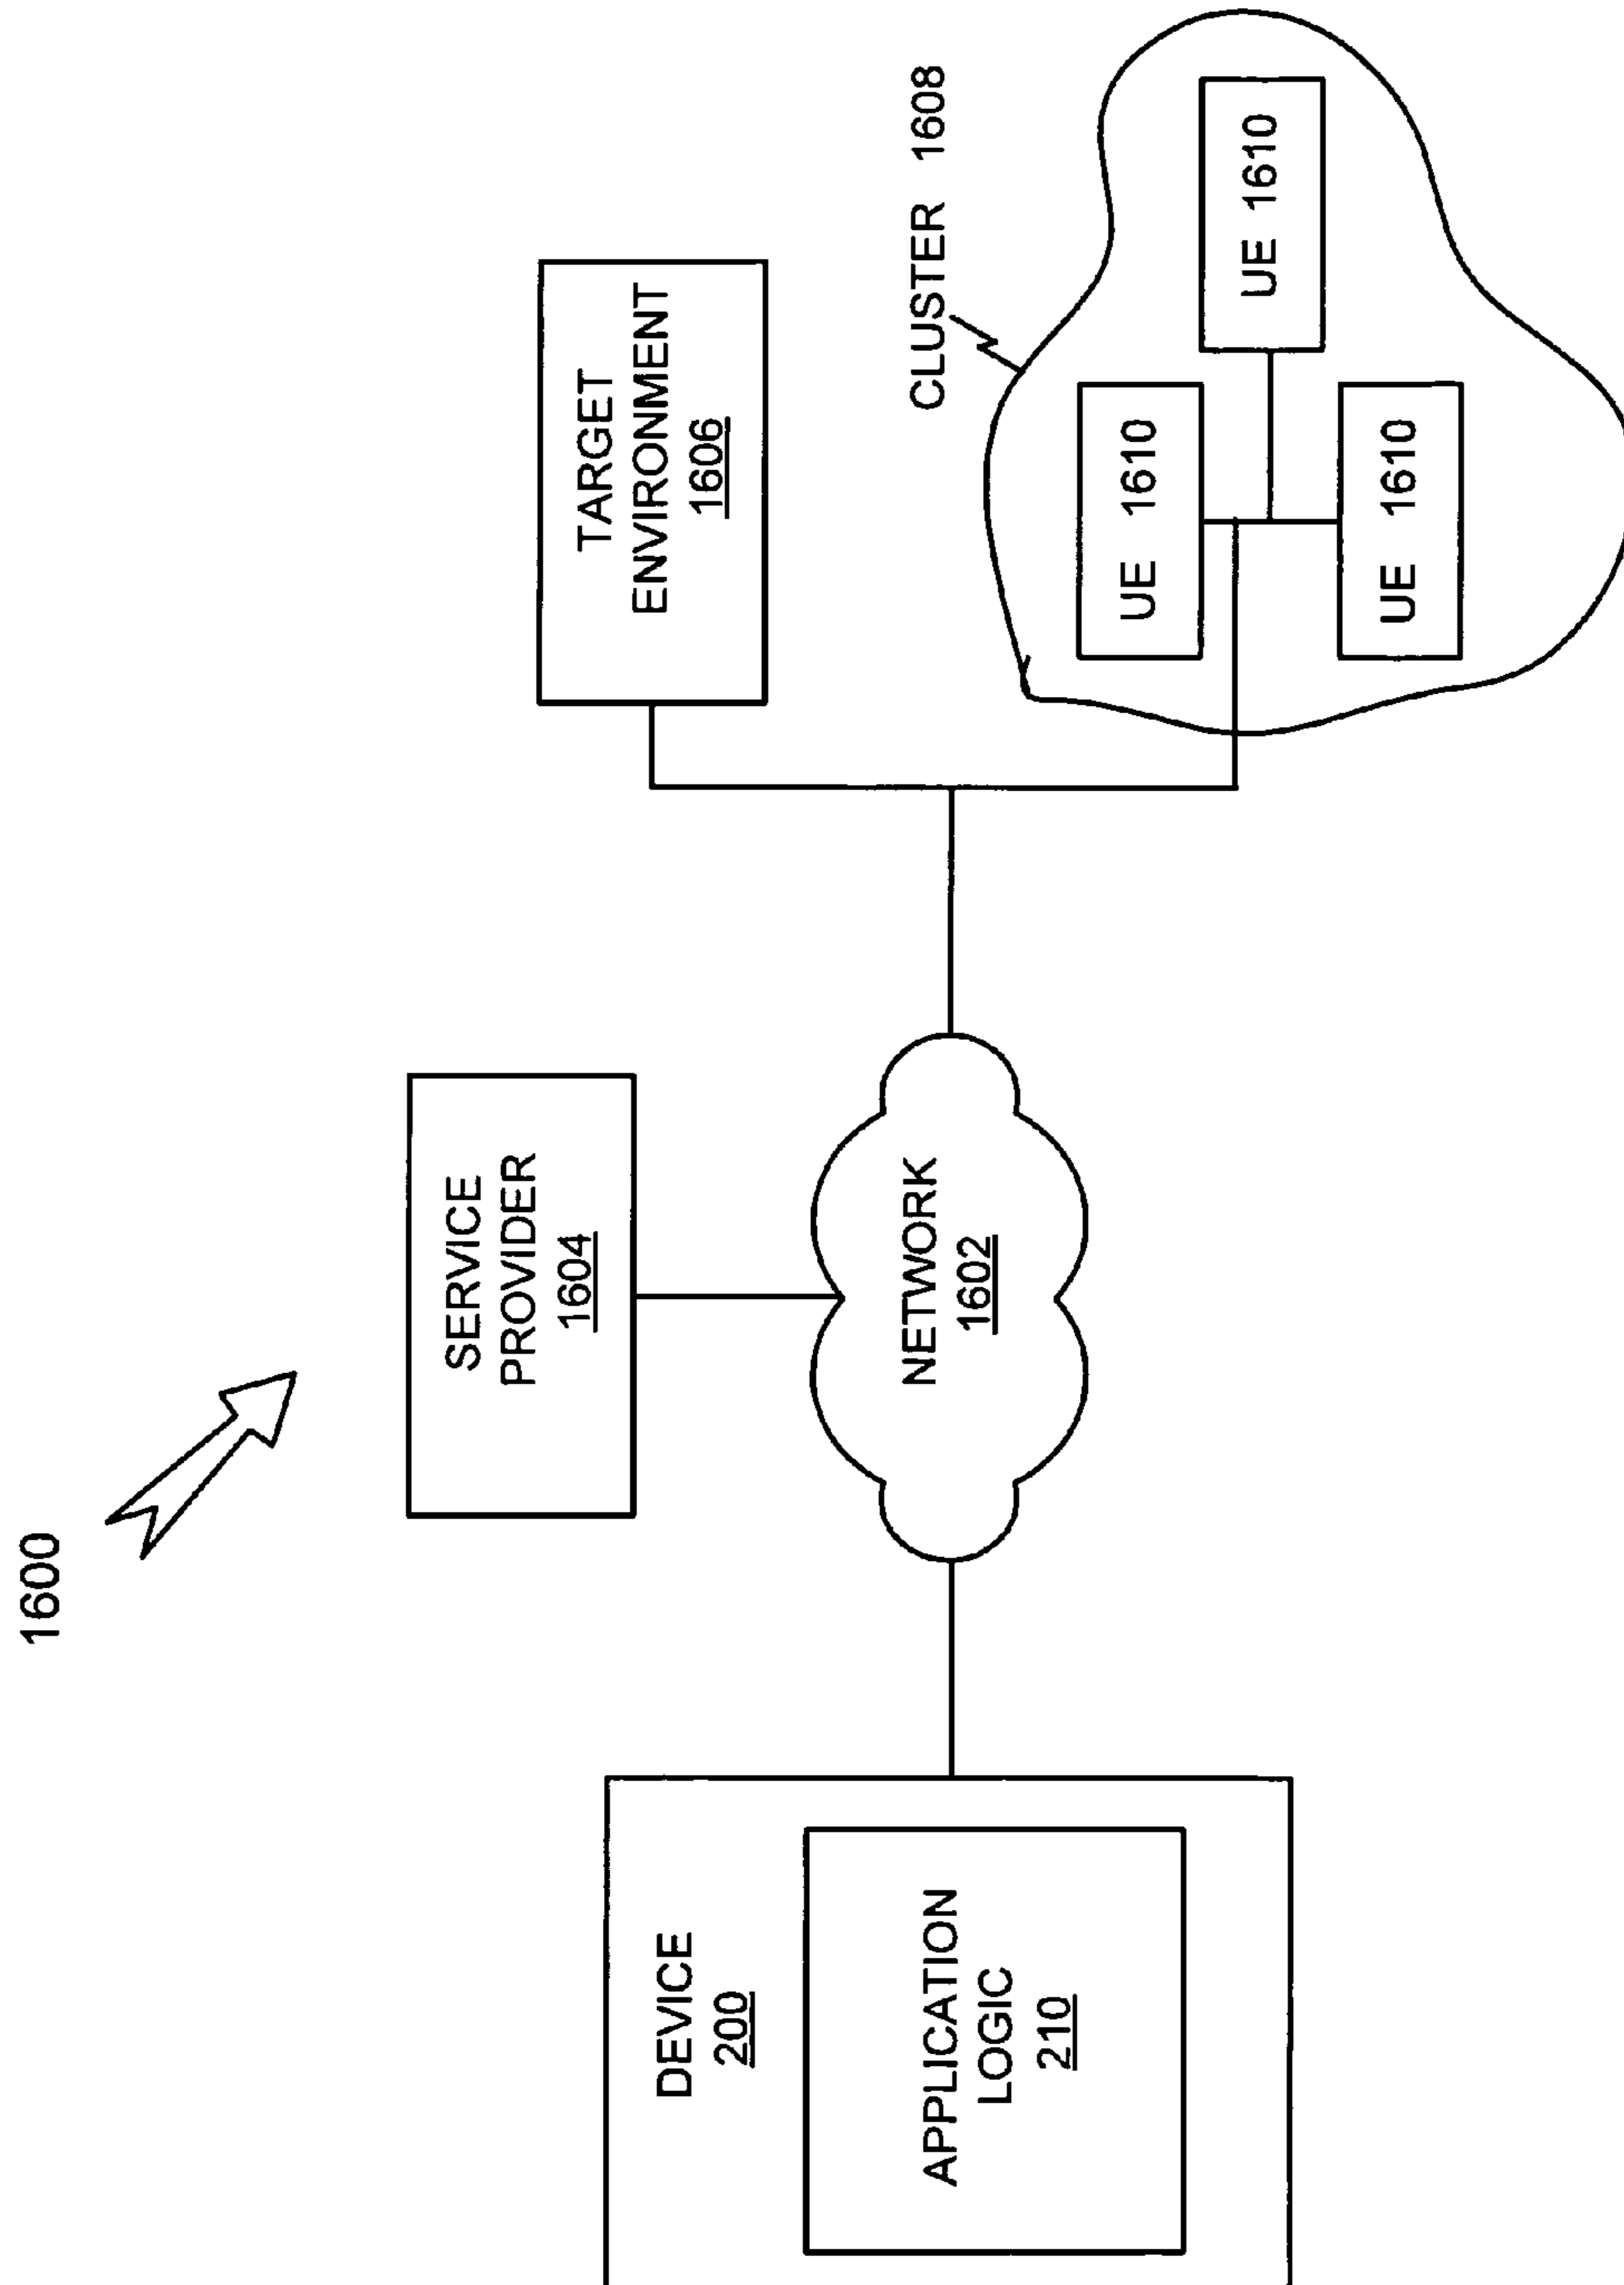 1600
SERVICE
PROVIDER
1604
TARGET
ENVIRONMENT
1606
DEVICE
200
APPLICATION
LOGIC
210
NETWORK
1602
CLUSTER 1608
UE 1610
UE 1610
UE 1610